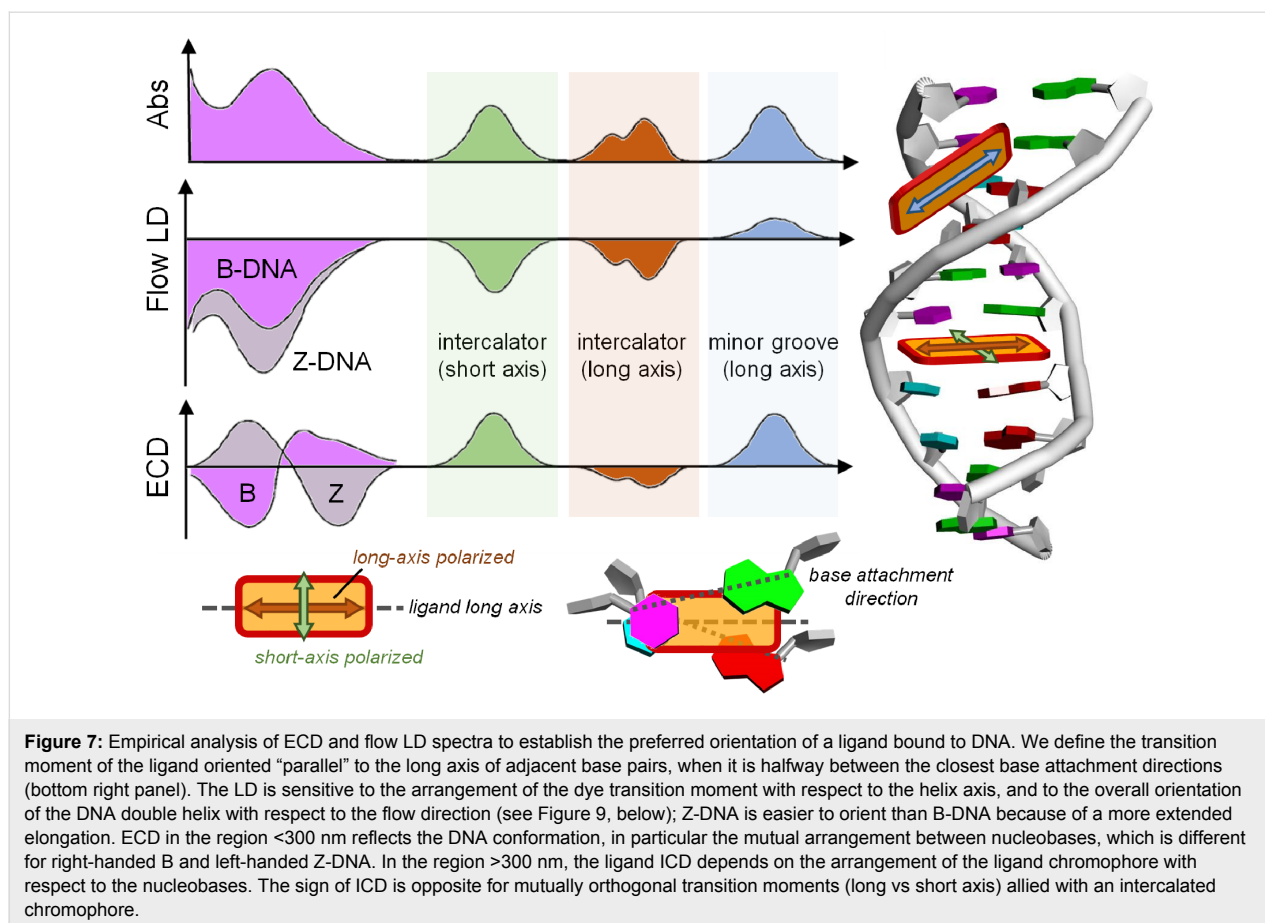 Abs
Flow LD
B-DNA
Z-DNA
intercalator
(short axis)
intercalator
(long axis)
minor groove
(long axis)
ECD
B
Z
long-axis polarized
ligand long axis
short-axis polarized
base attachment
direction
Figure 7: Empirical analysis of ECD and flow LD spectra to establish the preferred orientation of a ligand bound to DNA. We define the transition
moment of the ligand oriented “parallel” to the long axis of adjacent base pairs, when it is halfway between the closest base attachment directions
(bottom right panel). The LD is sensitive to the arrangement of the dye transition moment with respect to the helix axis, and to the overall orientation
of the DNA double helix with respect to the flow direction (see Figure 9, below); Z-DNA is easier to orient than B-DNA because of a more extended
elongation. ECD in the region <300 nm reflects the DNA conformation, in particular the mutual arrangement between nucleobases, which is different
for right-handed B and left-handed Z-DNA. In the region >300 nm, the ligand ICD depends on the arrangement of the ligand chromophore with
respect to the nucleobases. The sign of ICD is opposite for mutually orthogonal transition moments (long vs short axis) allied with an intercalated
chromophore.